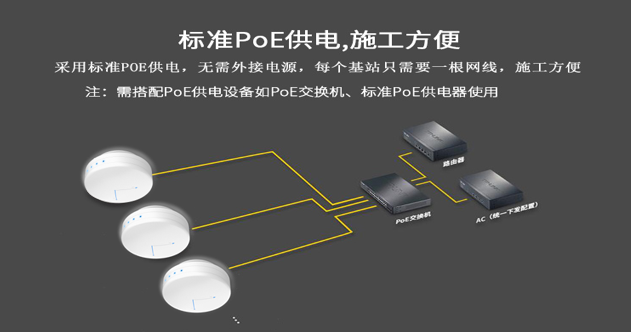 标准PoE供电,施工方便
采用标准POE供电，无需外接电源，每个基站只需要一根网线，施工方便
注：需搭配PoE供电设备如PoE交换机、标准PoE供电器使用
路由器
PoE交换机
AC（统一下发配置）
...